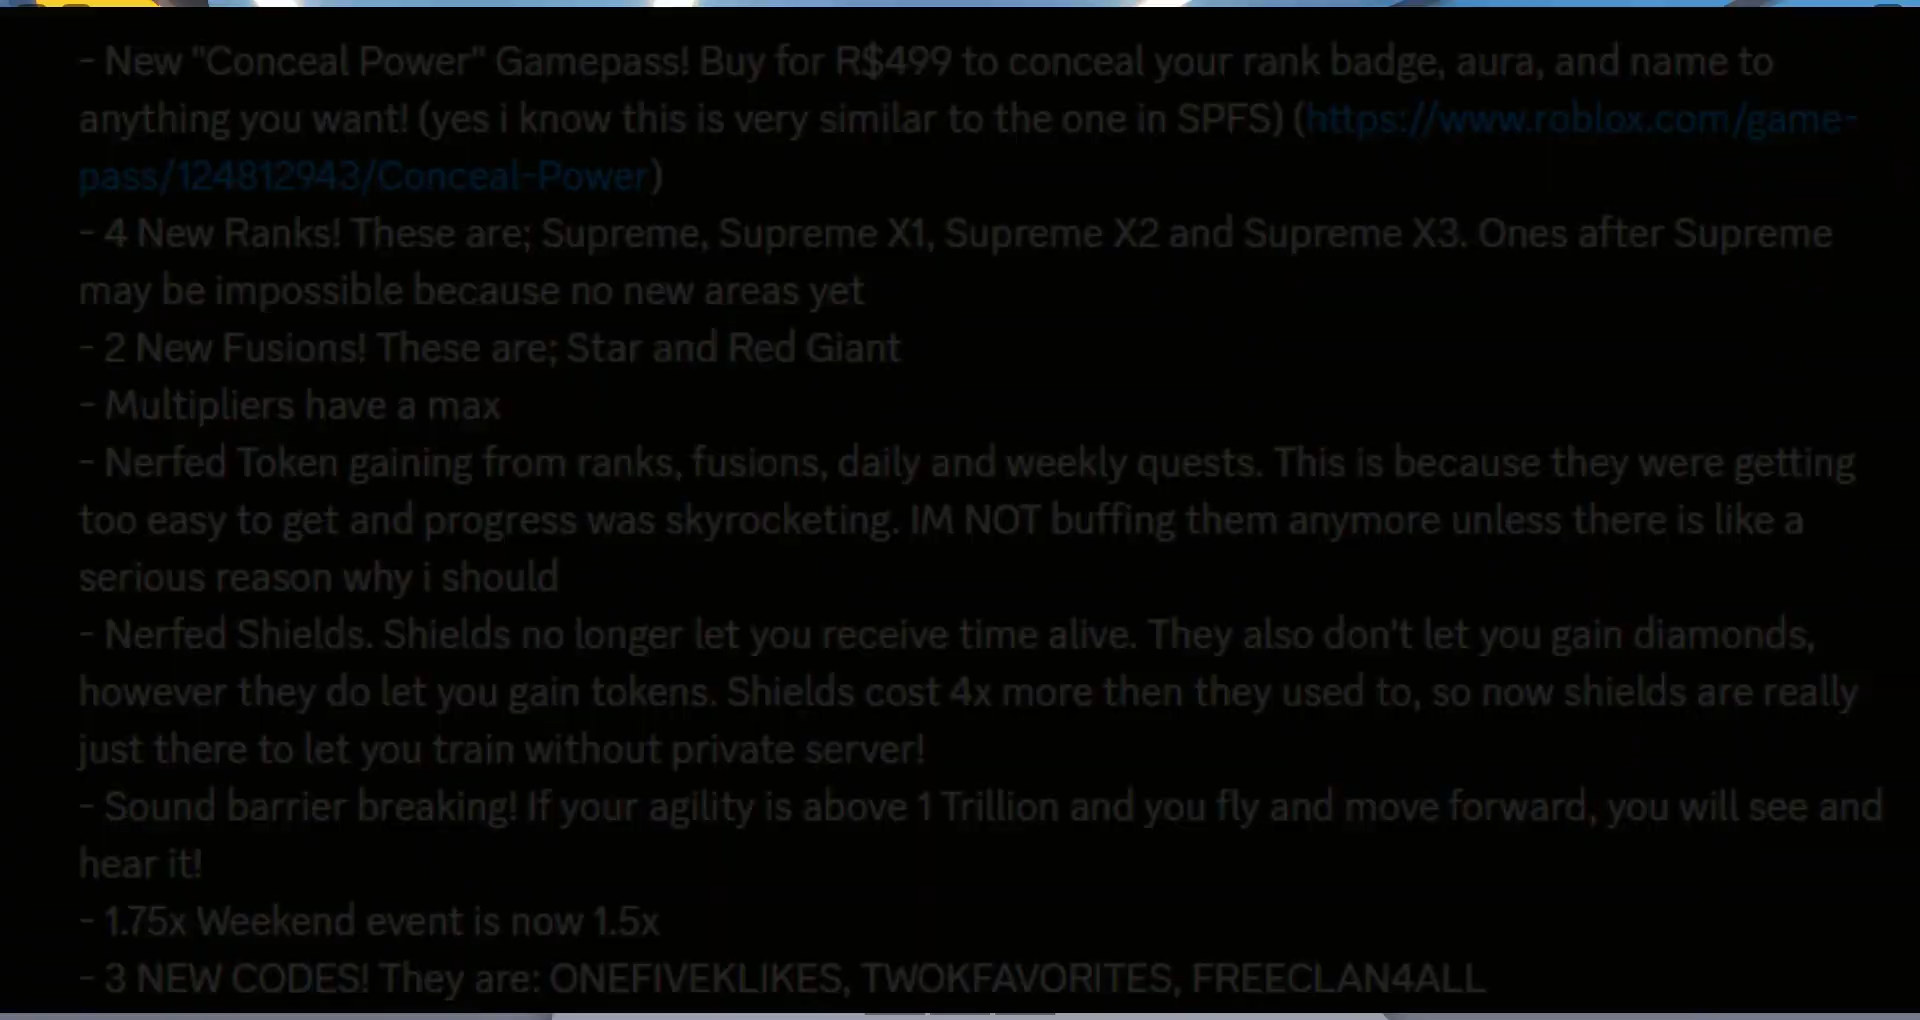 - New "Conceal Power" Gamepass! Buy for R$499 to conceal your rank badge, aura, and name to
anything you want! (yes i know this is very similar to the one in SPFS) (https://www.roblox.com/game-
pass/124812943/Conceal-Power)
- 4 New Ranks! These are; Supreme, Supreme X1, Supreme X2 and Supreme X3. Ones after Supreme
may be impossible because no new areas yet
- 2 New Fusions! These are; Star and Red Giant
- Multipliers have a max
- Nerfed Token gaining from ranks, fusions, daily and weekly quests. This is because they were getting
too easy to get and progress was skyrocketing. IM NOT buffing them anymore unless there is like a
serious reason why i should
- Nerfed Shields. Shields no longer let you receive time alive. They also don't let you gain diamonds,
however they do let you gain tokens. Shields cost 4x more then they used to, so now shields are really
just there to let you train without private server!
- Sound barrier breaking! If your agility is above 1 Trillion and you fly and move forward, you will see and
hear it!
- 1.75x Weekend event is now 1.5x
- 3 NEW CODES! They are: ONEFIVEKLIKES, TWOKFAVORITES, FREECLAN4ALL